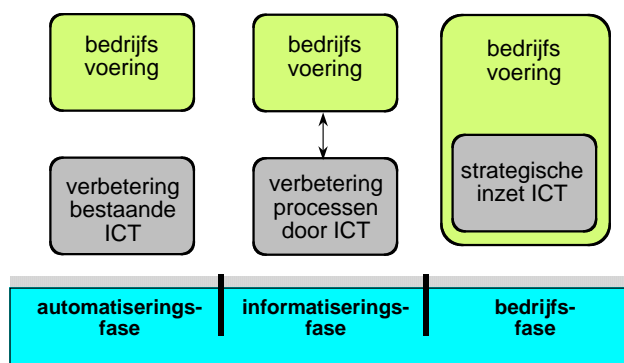 bedrijfs
voering
verbetering
bestaande
ICT
bedrijfs
voering
verbetering
processen
door ICT
bedrijfs
voering
strategische
inzet ICT
automatiserings-
fase
informatiserings-
fase
bedrijfs-
fase